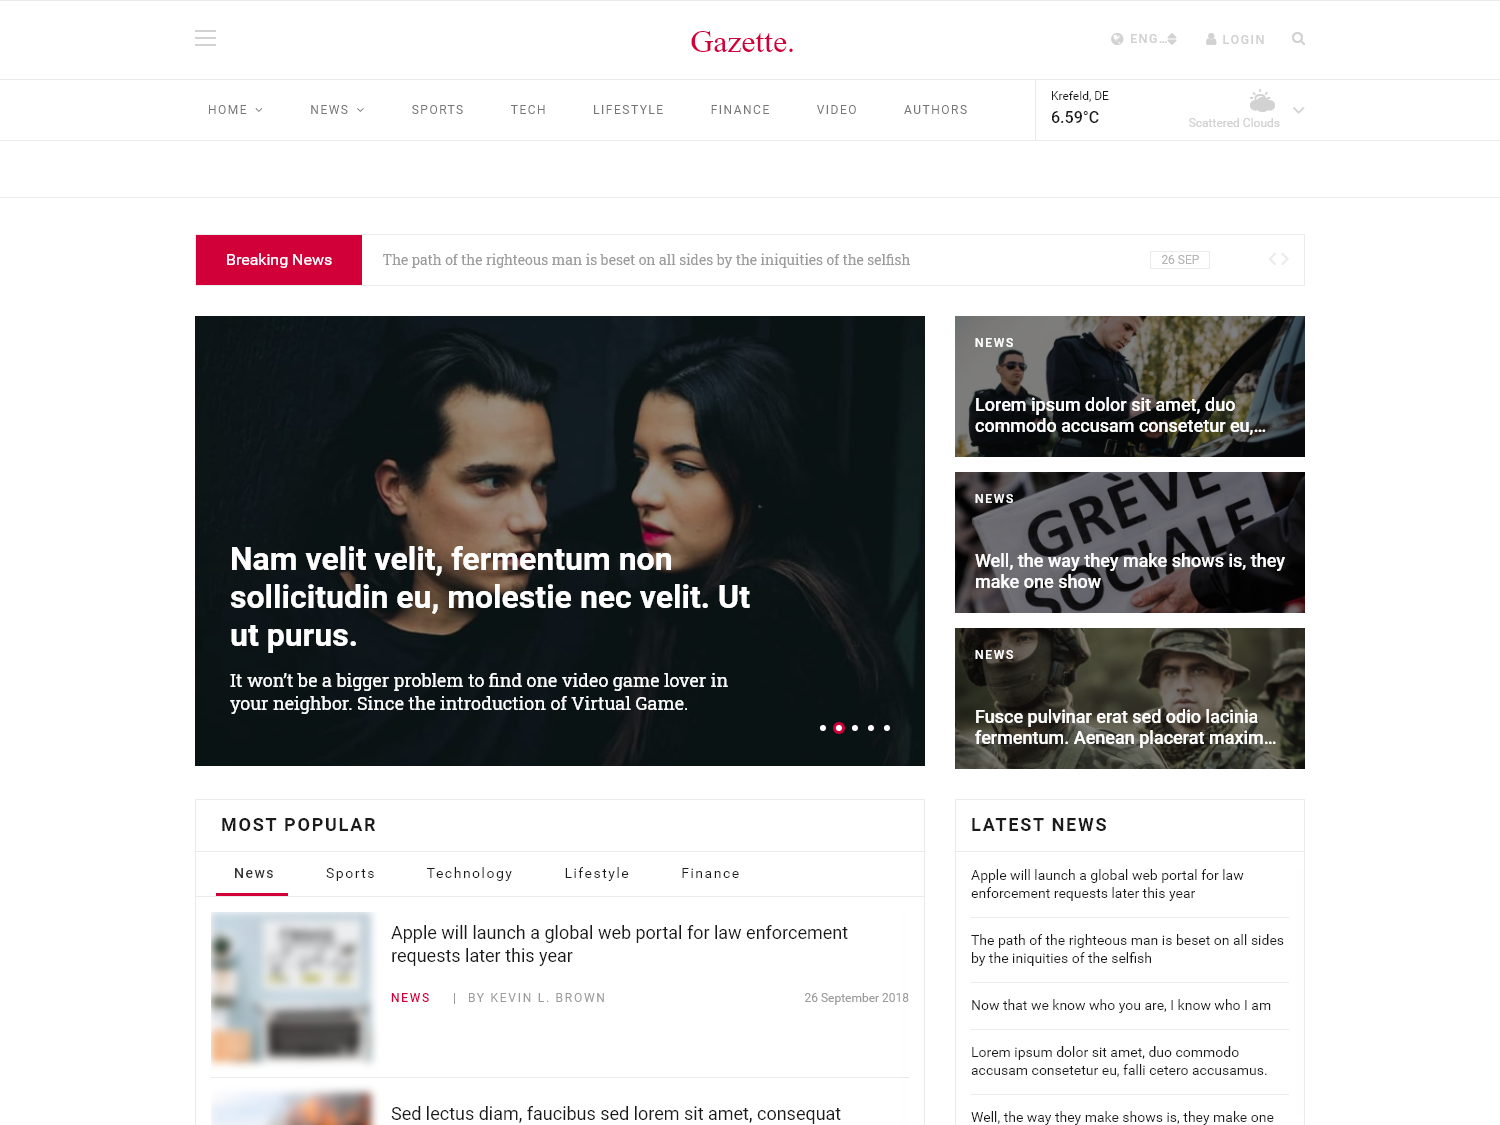 Gazette.
ENG...
LOGIN
HOME
NEWS
SPORTS
TECH
LIFESTYLE
FINANCE
VIDEO
AUTHORS
Krefeld, DE
6.59°C
Scattered Clouds
Breaking News
The path of the righteous man is beset on all sides by the iniquities of the selfish
26 SEP
Nam velit velit, fermentum non
sollicitudin eu, molestie nec velit. Ut
ut purus.
It won't be a bigger problem to find one video game lover in
your neighbor. Since the introduction of Virtual Game.
NEWS
Lorem ipsum dolor sit amet, duo
commodo accusam consetetur eu,...
NEWS
GRÈVE
SOCIALE
Well, the way they make shows is, they
make one show
NEWS
Fusce pulvinar erat sed odio lacinia
fermentum. Aenean placerat maxim...
MOST POPULAR
News
Sports
Technology
Lifestyle
Finance
Apple will launch a global web portal for law enforcement
requests later this year
NEWS | BY KEVIN L. BROWN
26 September 2018
Sed lectus diam, faucibus sed lorem sit amet, consequat
LATEST NEWS
Apple will launch a global web portal for law
enforcement requests later this year
The path of the righteous man is beset on all sides
by the iniquities of the selfish
Now that we know who you are, I know who I am
Lorem ipsum dolor sit amet, duo commodo
accusam consetetur eu, falli cetero accusamus.
Well, the way they make shows is, they make one